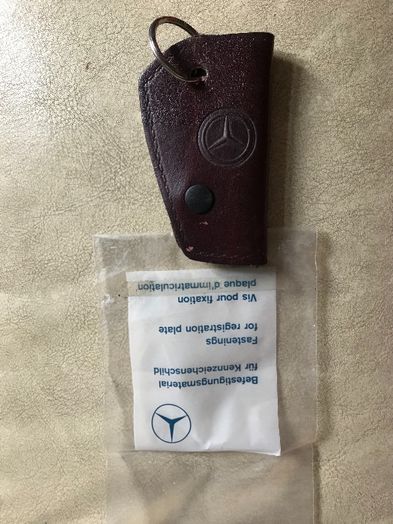 Befestigungsmaterial
für Kennzeichenschild
Fastenings
for registration plate
Vis pour fixation
plaque d'immatriculation